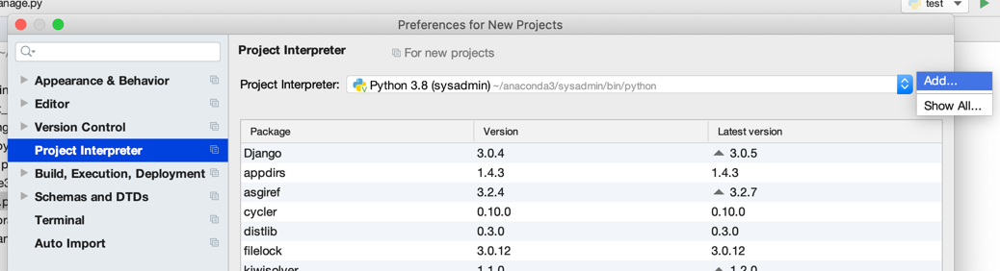 anage.py
test
Preferences for New Projects
Project Interpreter For new projects
Appearance & Behavior
Editor
Version Control
Project Interpreter
Build, Execution, Deployment
Schemas and DTDs
Terminal
Auto Import
Project Interpreter: Python 3.8 (sysadmin) ~/anaconda3/sysadmin/bin/python
Add...
Show All...
Package Version Latest version
Django 3.0.4 3.0.5
appdirs 1.4.3 1.4.3
asgiref 3.2.4 3.2.7
cycler 0.10.0 0.10.0
distlib 0.3.0 0.3.0
filelock 3.0.12 3.0.12
kiwisolver 1.1.0 1.2.0